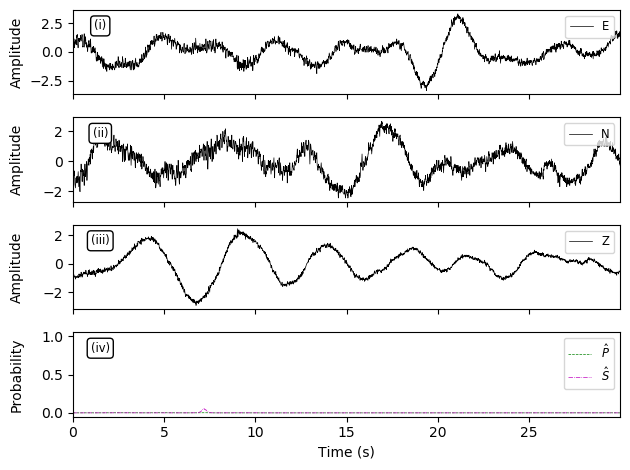 (i)
E
Amplitude
2.5
0.0
−2.5
(ii)
N
Amplitude
2
0
−2
(iii)
Z
Amplitude
2
0
−2
(iv)
P̂
Ŝ
Probability
1.0
0.5
0.0
0 5 10 15 20 25
Time (s)